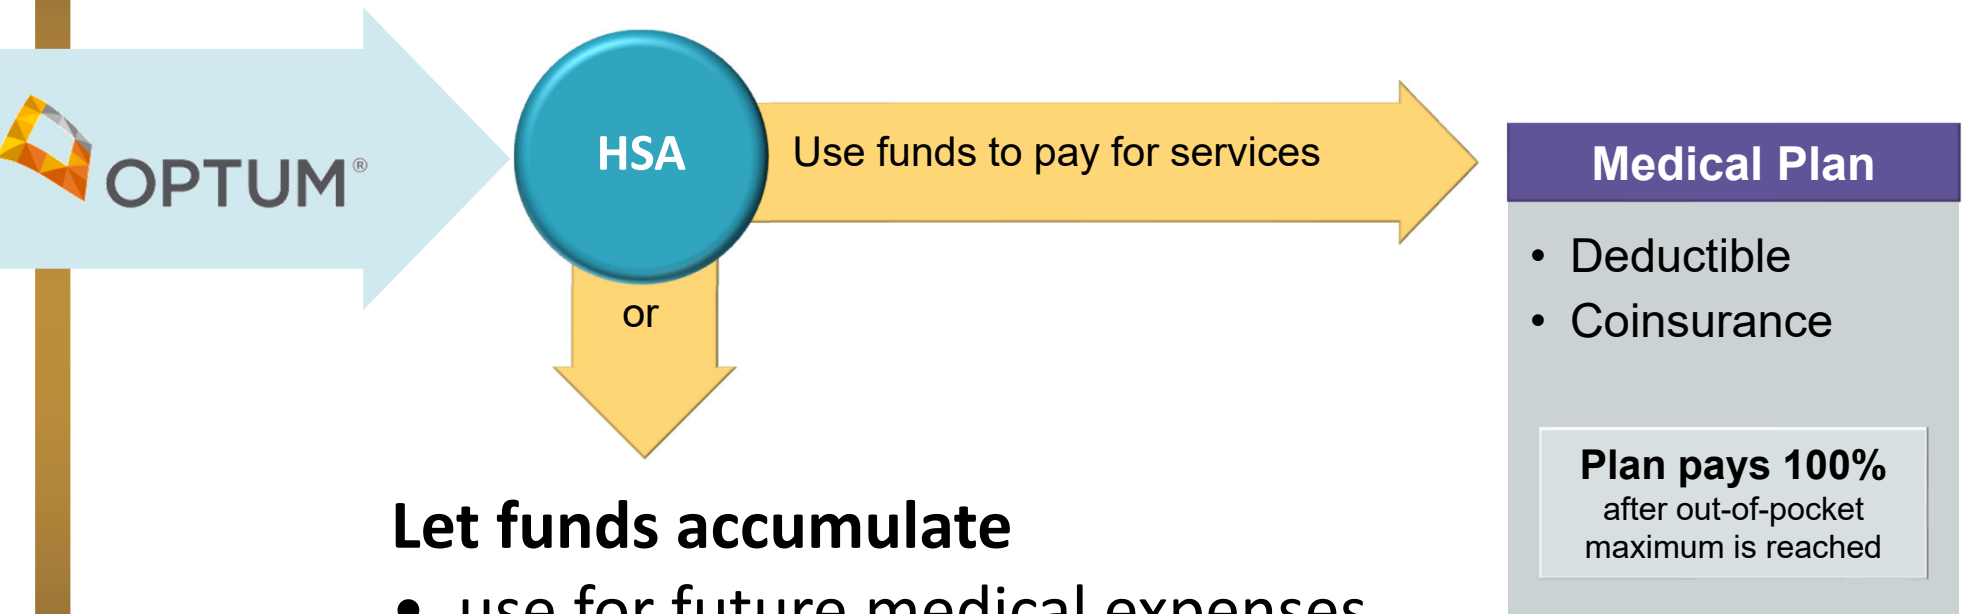 OPTUM®
HSA
Use funds to pay for services
or
Let funds accumulate
• use for future medical expenses
Medical Plan
• Deductible
• Coinsurance
Plan pays 100%
after out-of-pocket
maximum is reached